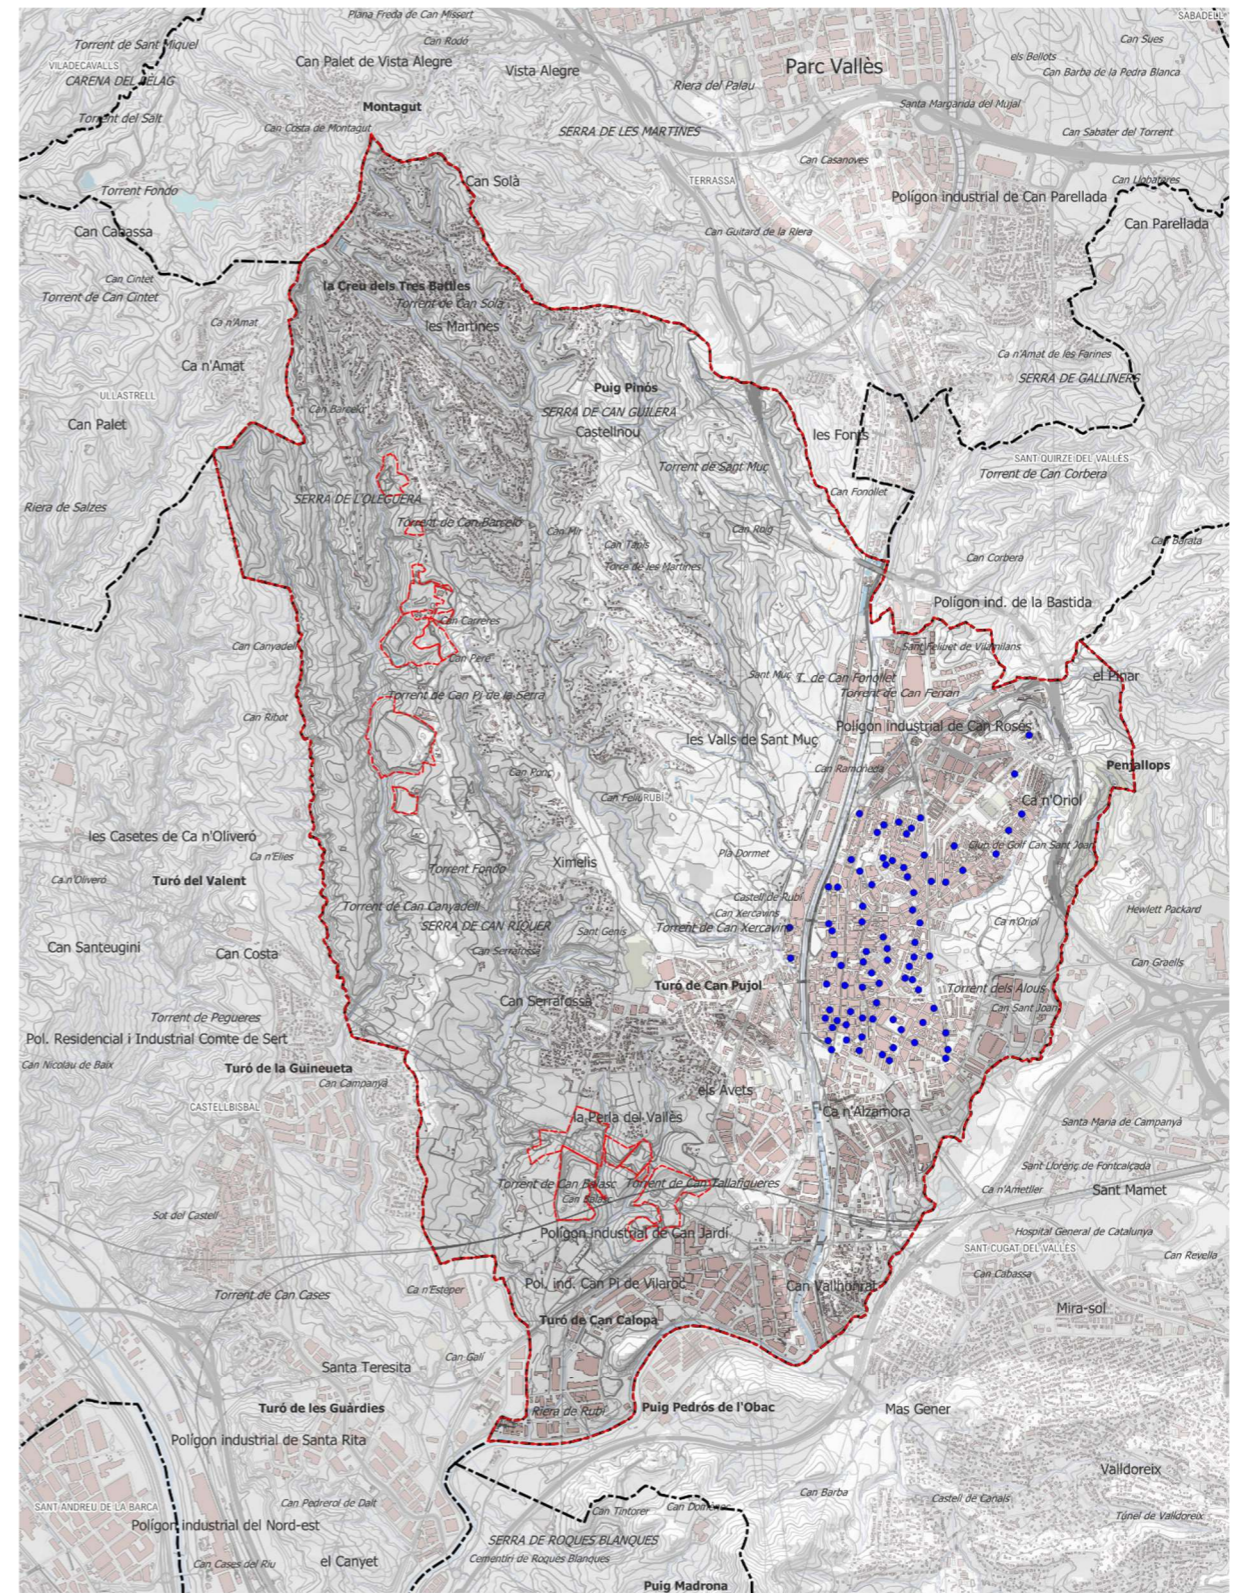 Plana Freda de Can Missert
SABADELL
Torrent de Sant Miquel
Can Rodó
Can Sues
VILADECAVALLS
Can Palet de Vista Alegre
Vista Alegre
Parc Vallès
els Bellots
Can Barba de la Pedra Blanca
CARENA DEL PELAG
Riera del Palau
Montagut
Santa Margarida del Mujal
Torrent del Salt
Can Costa de Montagut
SERRA DE LES MARTINES
Can Sabater del Torrent
Can Casanoves
Can Solà
TERRASSA
Can Llobatares
Torrent Fondo
Polígon industrial de Can Parellada
Can Cabassa
Can Guitard de la Riera
Can Parellada
Can Cintet
la Creu dels Tres Batlles
Torrent de Can Cintet
Torrent de Can Solà
Ca n'Amat
les Martines
Ca n'Amat
Ca n'Amat de les Farines
SERRA DE GALLINERS
Puig Pinós
ULLASTRELL
Can Barceló
SERRA DE CAN GUILERA
Can Palet
Castellnou
les Fonts
SANT QUIRZE DEL VALLÈS
Torrent de Sant Muç
Torrent de Can Corbera
SERRA DE L'OLEGUERA
Can Fonollet
Riera de Salzes
Torrent de Can Barceló
Can Mir
Can Roig
Can Barata
Can Tapis
Can Corbera
Torre de les Martines
Polígon ind. de la Bastida
Can Carreres
Can Canyadell
Sant Feliuet de Vilamilans
Can Pere
Sant Muç
T. de Can Fonollet
el Pinar
Torrent de Can Pi de la Serra
Torrent de Can Ferran
Can Ribot
Polígon industrial de Can Rosés
les Valls de Sant Muç
Penjallops
Can Ramoneda
Can Ponç
Can Feliu
RUBÍ
Ca n'Oriol
les Casetes de Ca n'Oliveró
Club de Golf Can Sant Joan
Ca n'Elies
Pla Dormet
Ximelis
Torrent Fondo
Ca n'Oliveró
Turó del Valent
Castell de Rubí
Torrent de Can Canyadell
Can Xercavins
Hewlett Packard
SERRA DE CAN RIQUER
Sant Genís
Torrent de Can Xercavins
Ca n'Oriol
Can Santeugini
Can Costa
Can Serrafossà
Can Graells
Turó de Can Pujol
Torrent dels Alous
Can Serrafossà
Can Sant Joan
Torrent de Pegueres
Pol. Residencial i Industrial Comte de Sert
Can Nicolau de Baix
Turó de la Guineueta
Can Campanyà
els Avets
CASTELLBISBAL
la Perla del Vallès
Ca n'Alzamora
Santa Maria de Campanyà
Sant Llorenç de Fontcalçada
Torrent de Can Balasc
Torrent de Can Tallafigueres
Ca n'Ametller
Sant Mamet
Can Balasc
Sot del Castell
Polígon industrial de Can Jardí
Hospital General de Catalunya
SANT CUGAT DEL VALLÈS
Can Revella
Can Cabassa
Pol. ind. Can Pi de Vilaroc
Can Vallhonrat
Torrent de Can Cases
Ca n'Esteper
Mira-sol
Turó de Can Calopa
Can Galí
Santa Teresita
Turó de les Guàrdies
Riera de Rubí
Puig Pedrós de l'Obac
Mas Gener
Polígon industrial de Santa Rita
Valldoreix
Can Barba
SANT ANDREU DE LA BARCA
Can Pedrerol de Dalt
Can Tintorer
Can Domènec
Castell de Canals
Túnel de Valldoreix
Polígon industrial del Nord-est
SERRA DE ROQUES BLANQUES
Can Cases del Riu
el Canyet
Cementiri de Roques Blanques
Puig Madrona